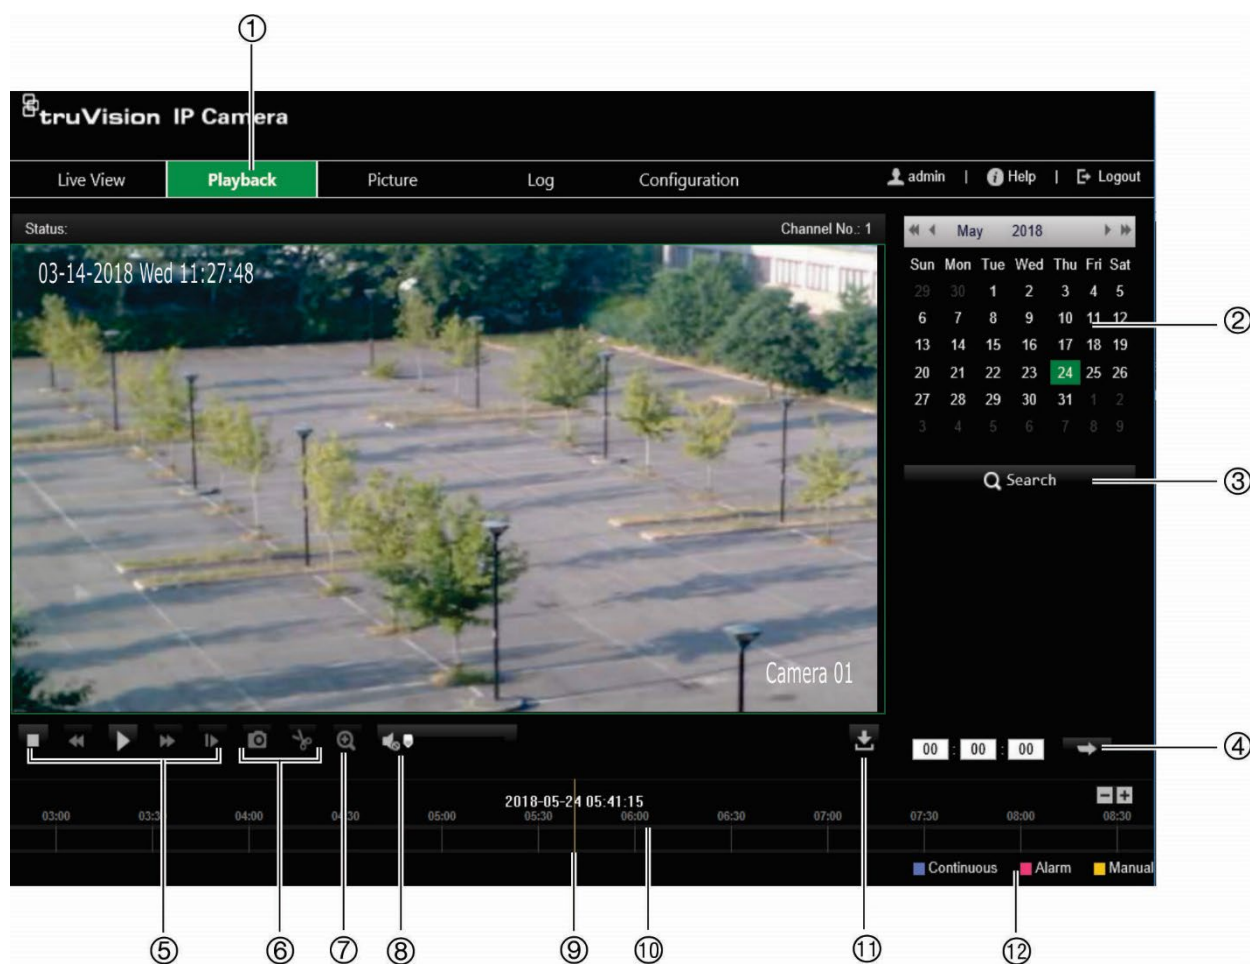 ①
truVision IP Camera
Live View Playback Picture Log Configuration admin | Help | Logout
Status: Channel No.: 1
03-14-2018 Wed 11:27:48
Camera 01
May 2018
Sun Mon Tue Wed Thu Fri Sat
29 30 1 2 3 4 5
6 7 8 9 10 11 12
②
13 14 15 16 17 18 19
20 21 22 23 24 25 26
27 28 29 30 31 1 2
3 4 5 6 7 8 9
Search ③
00 : 00 : 00 ④
2018-05-24 05:41:15
03:00 03:3 04:00 04:30 05:00 05:30 06:00 06:30 07:00 07:30 08:00 08:30
Continuous Alarm Manual
⑤ ⑥ ⑦ ⑧ ⑨ ⑩ ⑪ ⑫